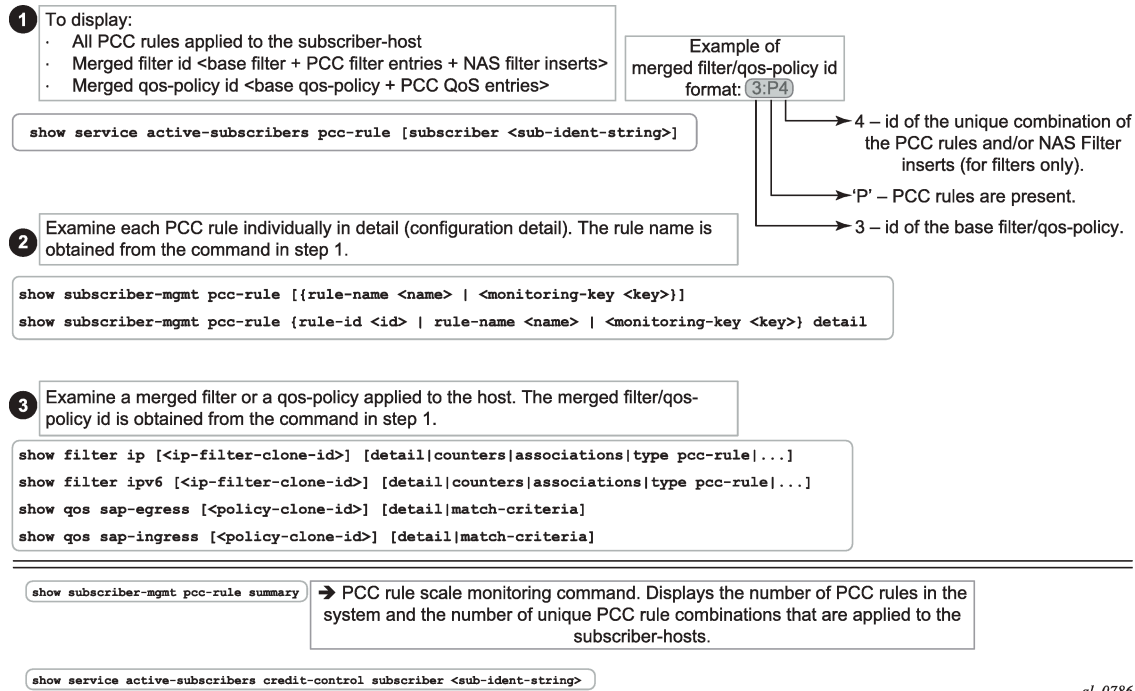 1
To display:
· All PCC rules applied to the subscriber-host
· Merged filter id <base filter + PCC filter entries + NAS filter inserts>
· Merged qos-policy id <base qos-policy + PCC QoS entries>
Example of
merged filter/qos-policy id
format: 3:P4
show service active-subscribers pcc-rule [subscriber <sub-ident-string>]
4 – id of the unique combination of
the PCC rules and/or NAS Filter
inserts (for filters only).
'P' – PCC rules are present.
3 – id of the base filter/qos-policy.
2
Examine each PCC rule individually in detail (configuration detail). The rule name is
obtained from the command in step 1.
show subscriber-mgmt pcc-rule [{rule-name <name> | <monitoring-key <key>}]
show subscriber-mgmt pcc-rule {rule-id <id> | rule-name <name> | <monitoring-key <key>} detail
3
Examine a merged filter or a qos-policy applied to the host. The merged filter/qos-
policy id is obtained from the command in step 1.
show filter ip [<ip-filter-clone-id>] [detail|counters|associations|type pcc-rule|...]
show filter ipv6 [<ip-filter-clone-id>] [detail|counters|associations|type pcc-rule|...]
show qos sap-egress [<policy-clone-id>] [detail|match-criteria]
show qos sap-ingress [<policy-clone-id>] [detail|match-criteria]
show subscriber-mgmt pcc-rule summary
➔ PCC rule scale monitoring command. Displays the number of PCC rules in the
system and the number of unique PCC rule combinations that are applied to the
subscriber-hosts.
show service active-subscribers credit-control subscriber <sub-ident-string>
al_0786